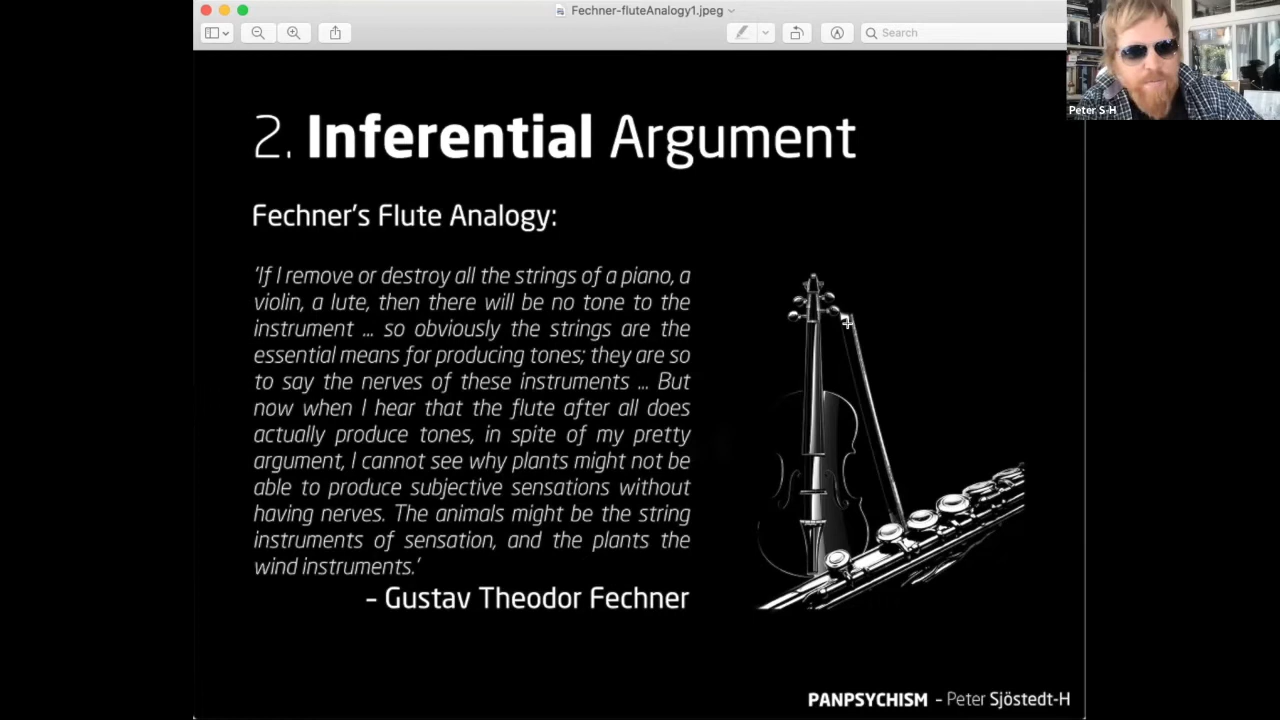 Fechner-fluteAnalogy1.jpeg
Search
Peter S-H
2. Inferential Argument
Fechner’s Flute Analogy:
‘If I remove or destroy all the strings of a piano, a
violin, a lute, then there will be no tone to the
instrument ... so obviously the strings are the
essential means for producing tones; they are so
to say the nerves of these instruments ... But
now when I hear that the flute after all does
actually produce tones, in spite of my pretty
argument, I cannot see why plants might not be
able to produce subjective sensations without
having nerves. The animals might be the string
instruments of sensation, and the plants the
wind instruments.’
– Gustav Theodor Fechner
PANPSYCHISM – Peter Sjöstedt-H